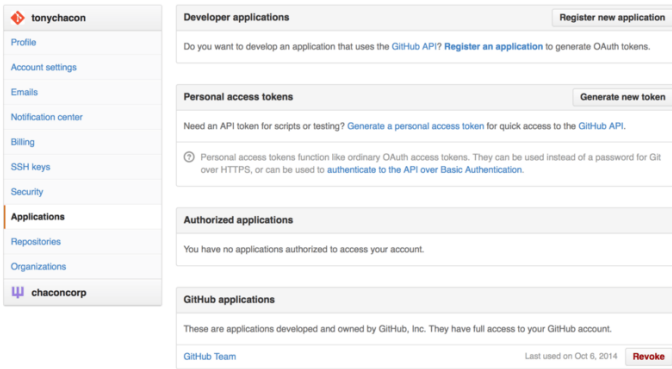 tonychacon
Profile
Account settings
Emails
Notification center
Billing
SSH keys
Security
Applications
Repositories
Organizations
chaconcorp
Developer applications
Register new application
Do you want to develop an application that uses the GitHub API? Register an application to generate OAuth tokens.
Personal access tokens
Generate new token
Need an API token for scripts or testing? Generate a personal access token for quick access to the GitHub API.
Personal access tokens function like ordinary OAuth access tokens. They can be used instead of a password for Git
over HTTPS, or can be used to authenticate to the API over Basic Authentication.
Authorized applications
You have no applications authorized to access your account.
GitHub applications
These are applications developed and owned by GitHub, Inc. They have full access to your GitHub account.
GitHub Team
Last used on Oct 6, 2014
Revoke